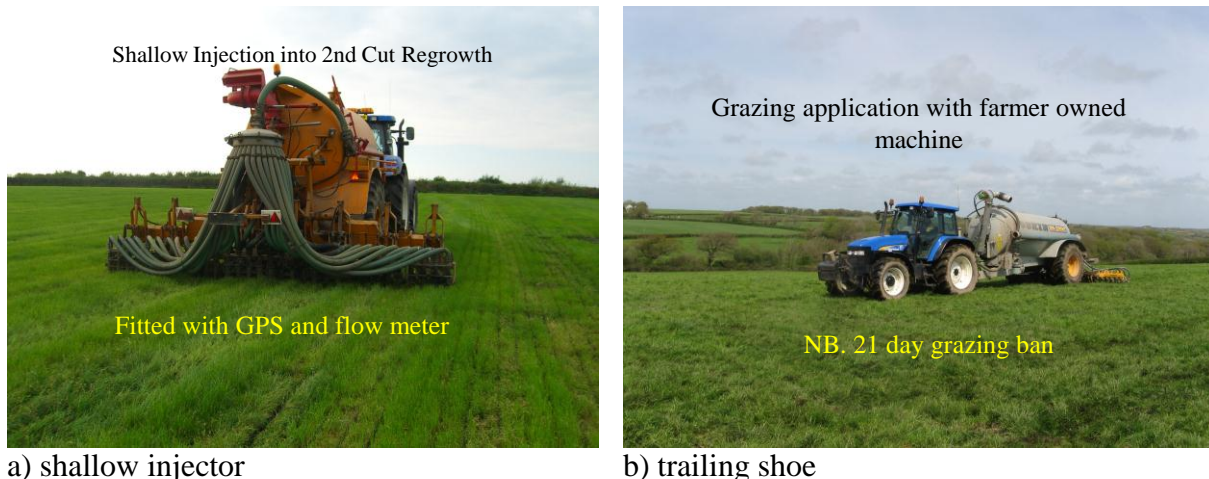 Shallow Injection into 2nd Cut Regrowth
Fitted with GPS and flow meter
a) shallow injector
Grazing application with farmer owned
machine
NB. 21 day grazing ban
b) trailing shoe